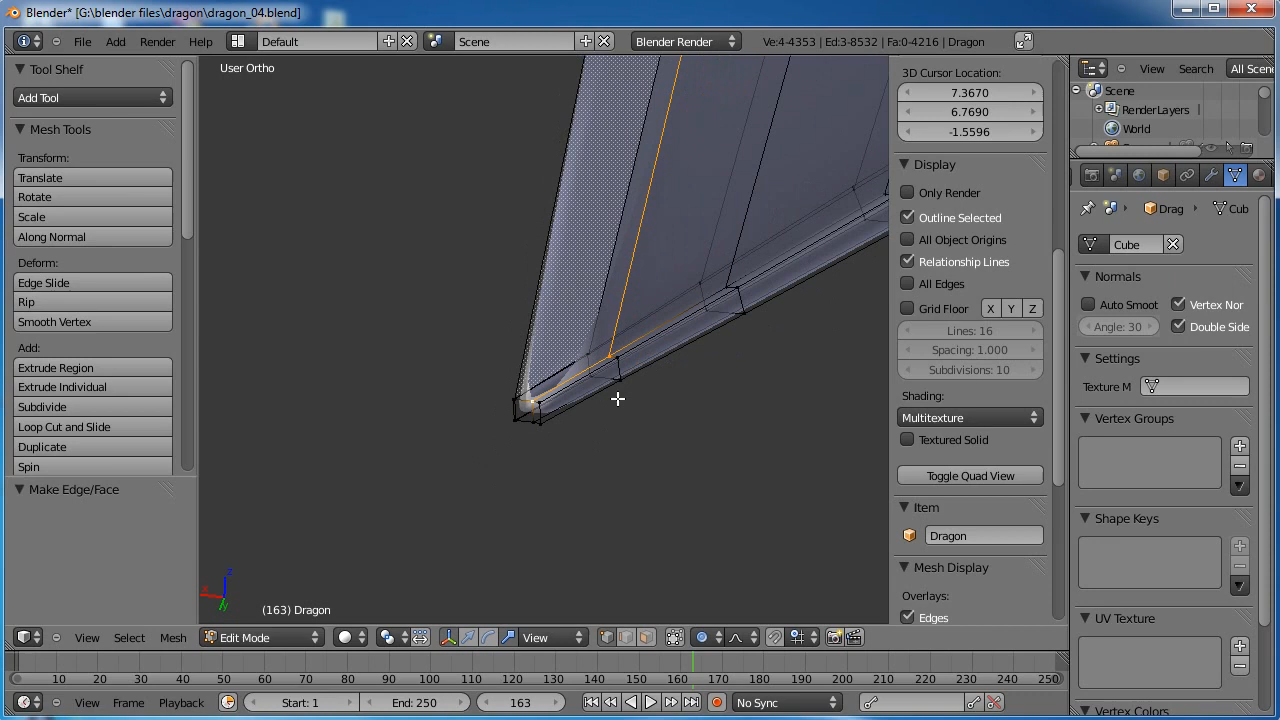 Blender* [G:\blender files\dragon\dragon_04.blend]
File Add Render Help Default Scene Blender Render Ve:4-4353 | Ed:3-8532 | Fa:0-4216 | Dragon
Tool Shelf
Add Tool
Mesh Tools
Transform:
Translate
Rotate
Scale
Along Normal
Deform:
Edge Slide
Rip
Smooth Vertex
Add:
Extrude Region
Extrude Individual
Subdivide
Loop Cut and Slide
Duplicate
Spin
Make Edge/Face
User Ortho
x
y
z
(163) Dragon
3D Cursor Location:
7.3670
6.7690
-1.5596
Display
Only Render
Outline Selected
All Object Origins
Relationship Lines
All Edges
Grid Floor X Y Z
Lines: 16
Spacing: 1.000
Subdivisions: 10
Shading:
Multitexture
Textured Solid
Toggle Quad View
Item
Dragon
Mesh Display
Overlays:
Edges
View Search All Scene
Scene
RenderLayers
World
Drag Cub
Cube
Normals
Auto Smoot Vertex Nor
Angle: 30 Double Side
Settings
Texture M
Vertex Groups
Shape Keys
UV Texture
Vertex Colors
View Select Mesh Edit Mode View
10 20 30 40 50 60 70 80 90 100 110 120 130 140 150 160 170 180 190 200 210 220 230 240 250
View Frame Playback Start: 1 End: 250 163 No Sync